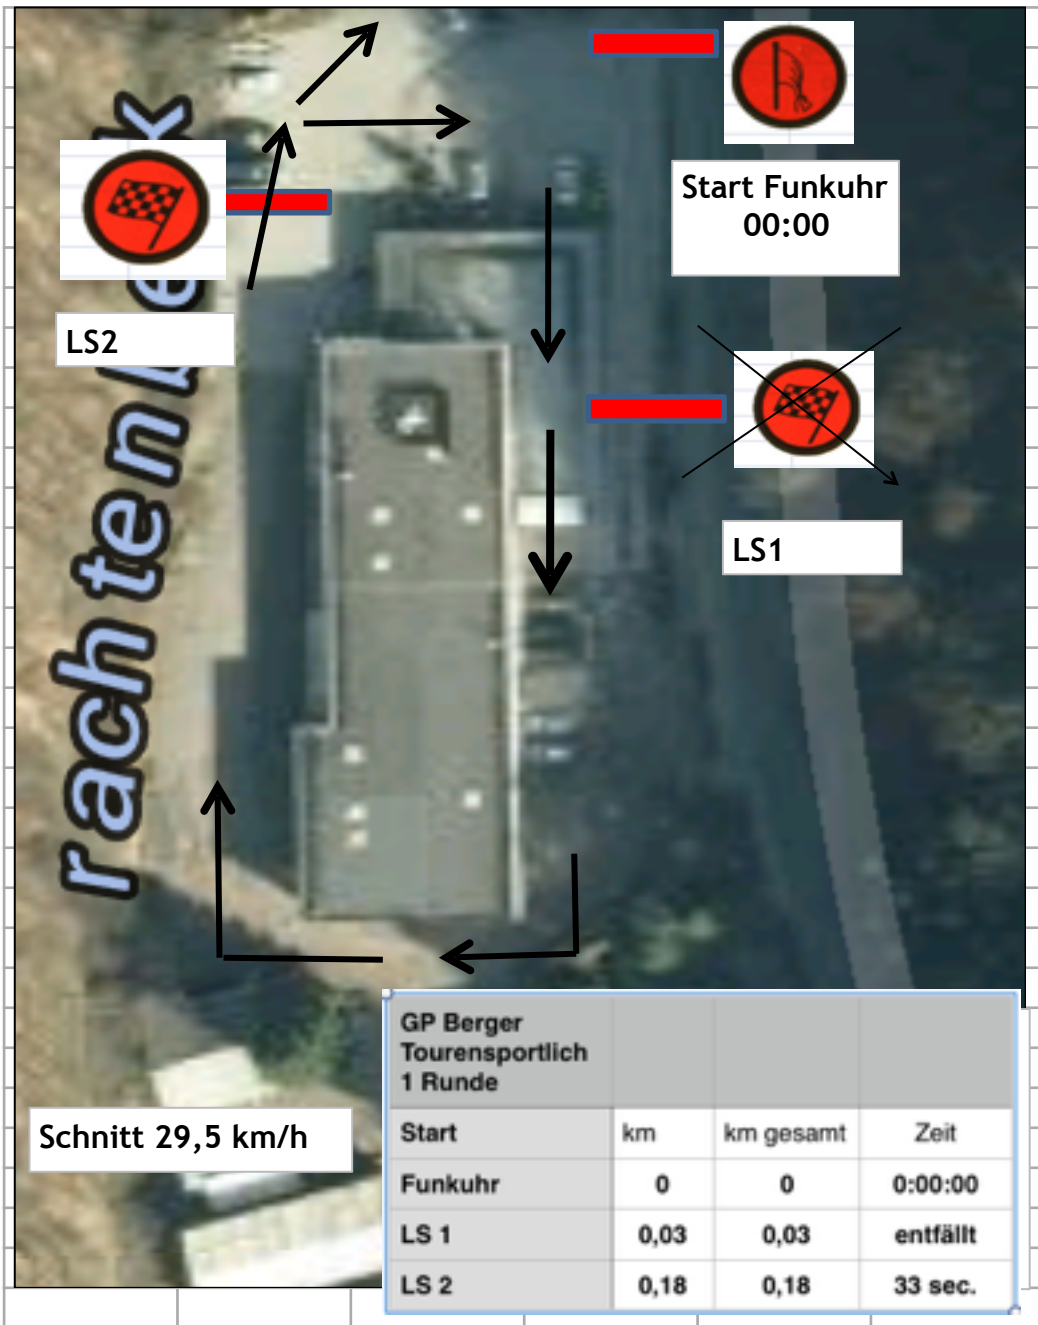 Start Funkuhr
00:00
LS2
LS1
rachtenbe k
Schnitt 29,5 km/h
GP Berger
Tourensportlich
1 Runde
Start km km gesamt Zeit
Funkuhr 0 0 0:00:00
LS 1 0,03 0,03 entfällt
LS 2 0,18 0,18 33 sec.